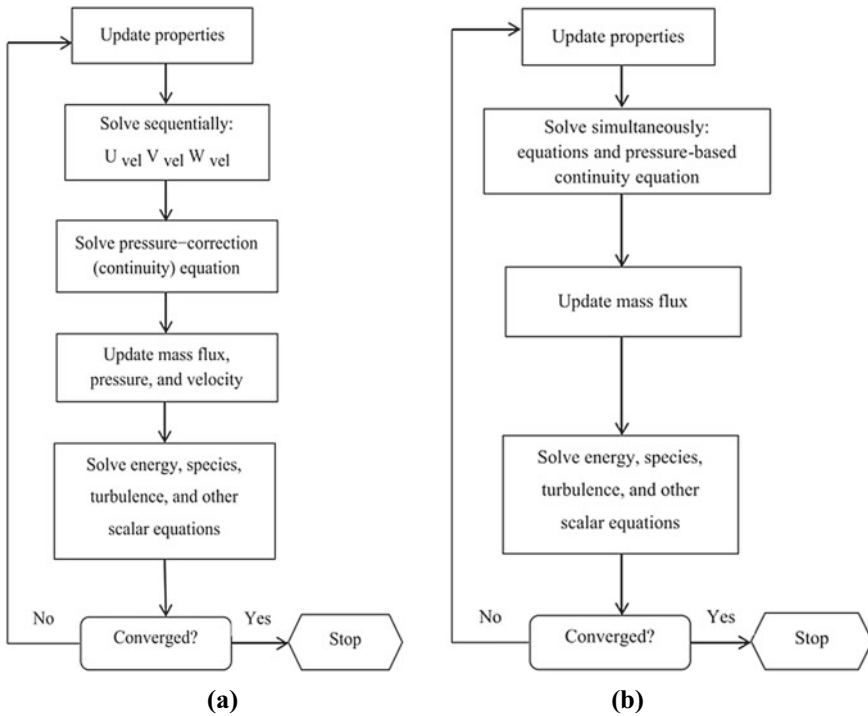 Update properties
Solve sequentially:
U vel V vel W vel
Solve pressure−correction
(continuity) equation
Update mass flux,
pressure, and velocity
Solve energy, species,
turbulence, and other
scalar equations
No
Converged?
Yes
Stop
(a)
Update properties
Solve simultaneously:
equations and pressure-based
continuity equation
Update mass flux
Solve energy, species,
turbulence, and other
scalar equations
No
Converged?
Yes
Stop
(b)